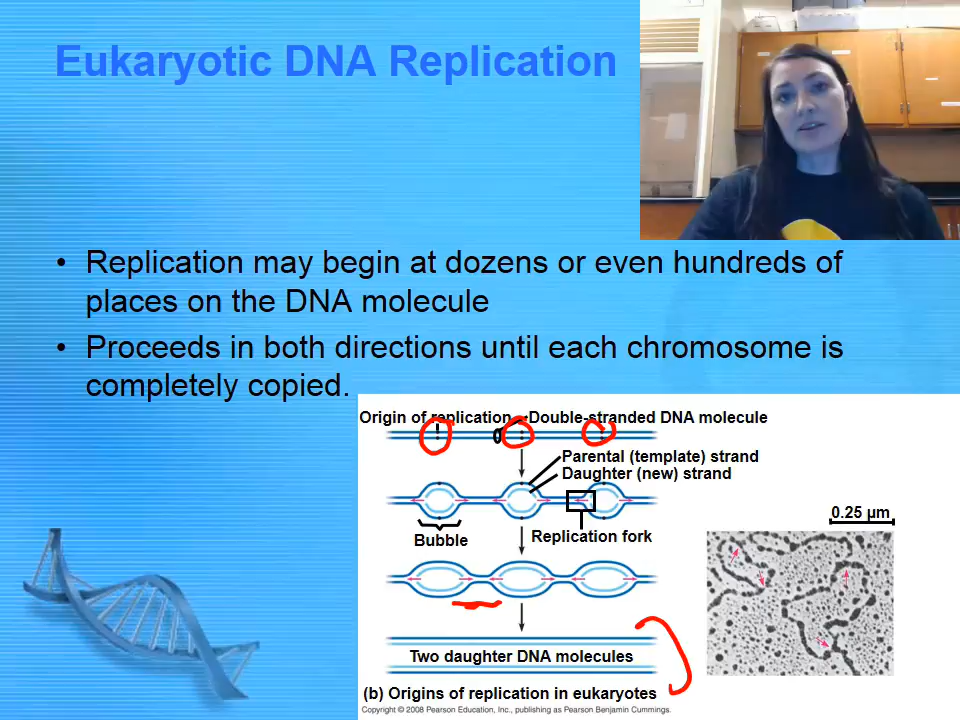 Eukaryotic DNA Replication
• Replication may begin at dozens or even hundreds of
places on the DNA molecule
• Proceeds in both directions until each chromosome is
completely copied.
Origin of replication
Double-stranded DNA molecule
Parental (template) strand
Daughter (new) strand
Bubble
Replication fork
0.25 µm
Two daughter DNA molecules
(b) Origins of replication in eukaryotes
Copyright © 2008 Pearson Education, Inc., publishing as Pearson Benjamin Cummings.